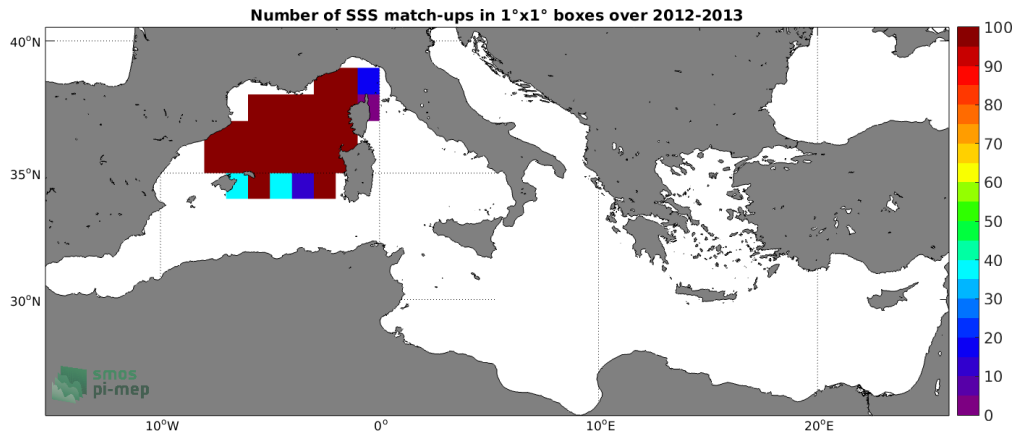 Number of SSS match-ups in 1°x1° boxes over 2012-2013
40°N
35°N
30°N
10°W
0°
10°E
20°E
100
90
80
70
60
50
40
30
20
10
0
smos
pi-mep